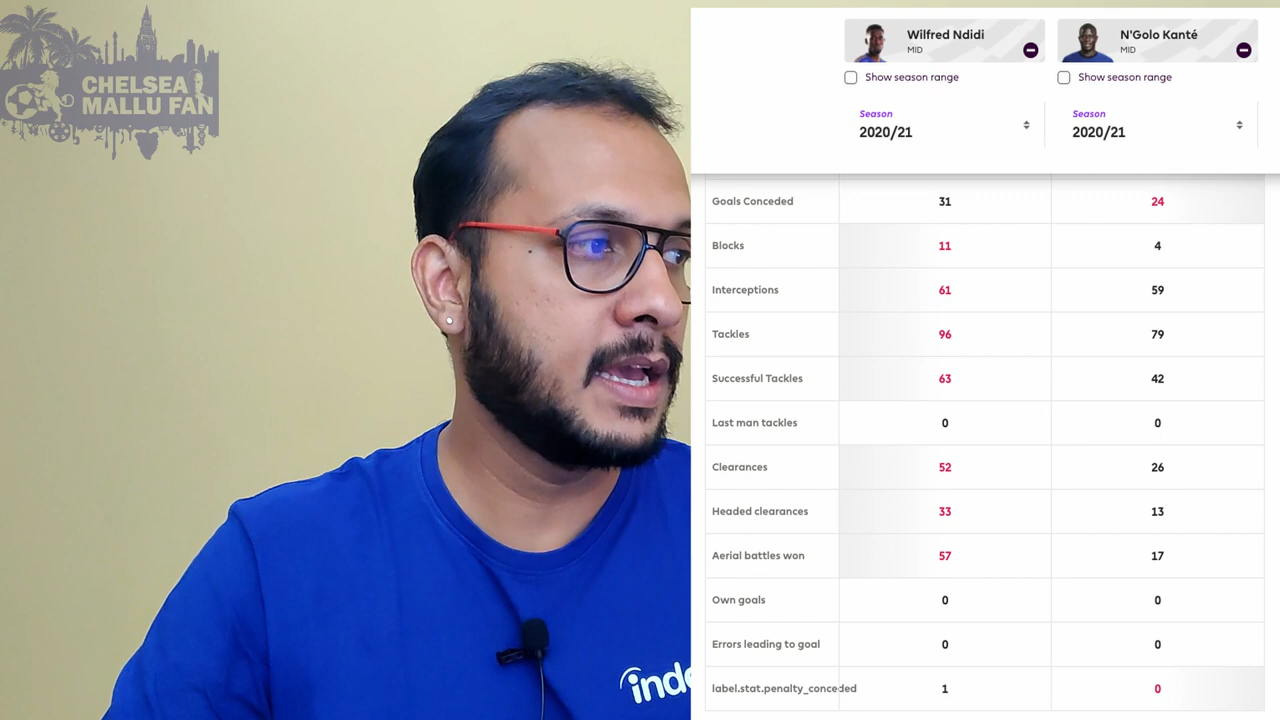 CHELSEA
MALLU FAN
Wilfred Ndidi
MID
N'Golo Kanté
MID
Show season range
Show season range
Season
2020/21
Season
2020/21
Goals Conceded 31 24
Blocks 11 4
Interceptions 61 59
Tackles 96 79
Successful Tackles 63 42
Last man tackles 0 0
Clearances 52 26
Headed clearances 33 13
Aerial battles won 57 17
Own goals 0 0
Errors leading to goal 0 0
label.stat.penalty_conceded 1 0